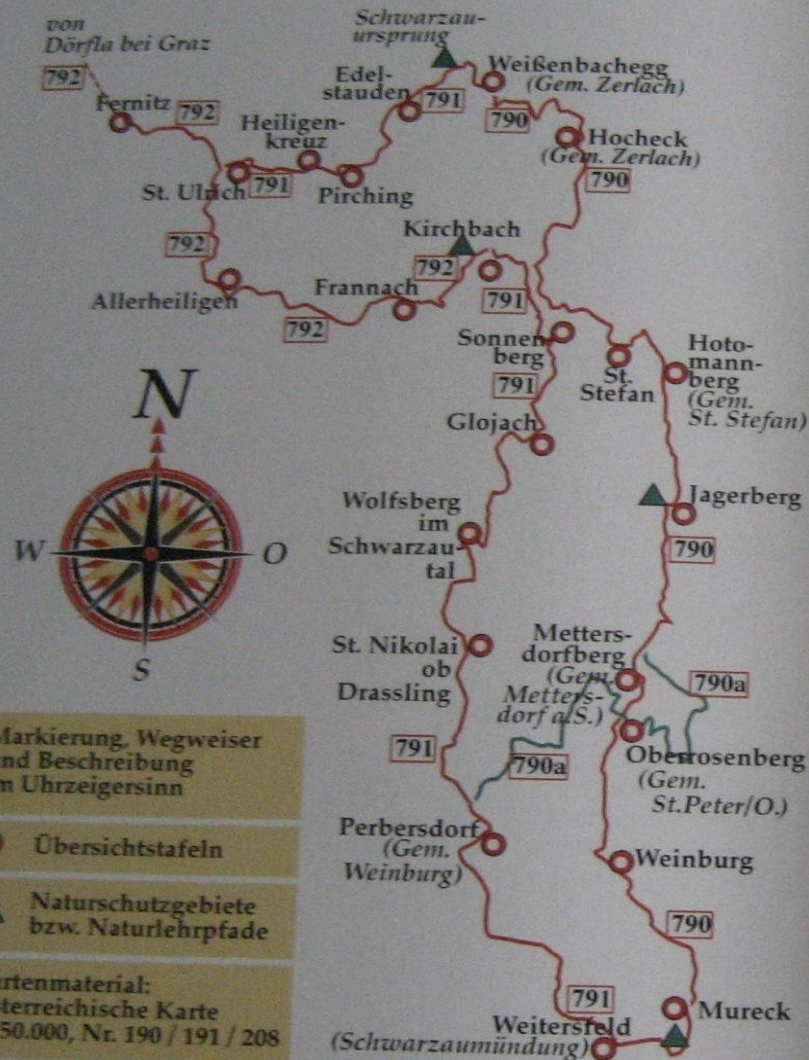 von
Dörfla bei Graz
792
Fernitz
792
Schwarzau-
ursprung
Edel-
stauden
791
Weißenbachegg
(Gem. Zerlach)
790
Hocheck
(Gem. Zerlach)
790
Heiligen-
kreuz
St. Ulrich
791
Pirching
792
Kirchbach
792
791
Allerheiligen
Frannach
792
Sonnen
berg
791
St.
Stefan
Hoto-
mann-
berg
(Gem.
St. Stefan)
Glojach
N
W
O
S
Wolfsberg
im
Schwarzau-
tal
Jagerberg
790
St. Nikolai
ob
Drassling
Metters-
dorfberg
(Gem.
Metters-
dorf a.S.)
790a
791
790a
Oberrosenberg
(Gem.
St.Peter/O.)
Perbersdorf
(Gem.
Weinburg)
Weinburg
790
791
Weitersfeld
(Schwarzaumündung)
Mureck
Markierung, Wegweiser
nd Beschreibung
m Uhrzeigersinn
Übersichtstafeln
Naturschutzgebiete
bzw. Naturlehrpfade
rtenmaterial:
sterreichische Karte
50.000, Nr. 190 / 191 / 208